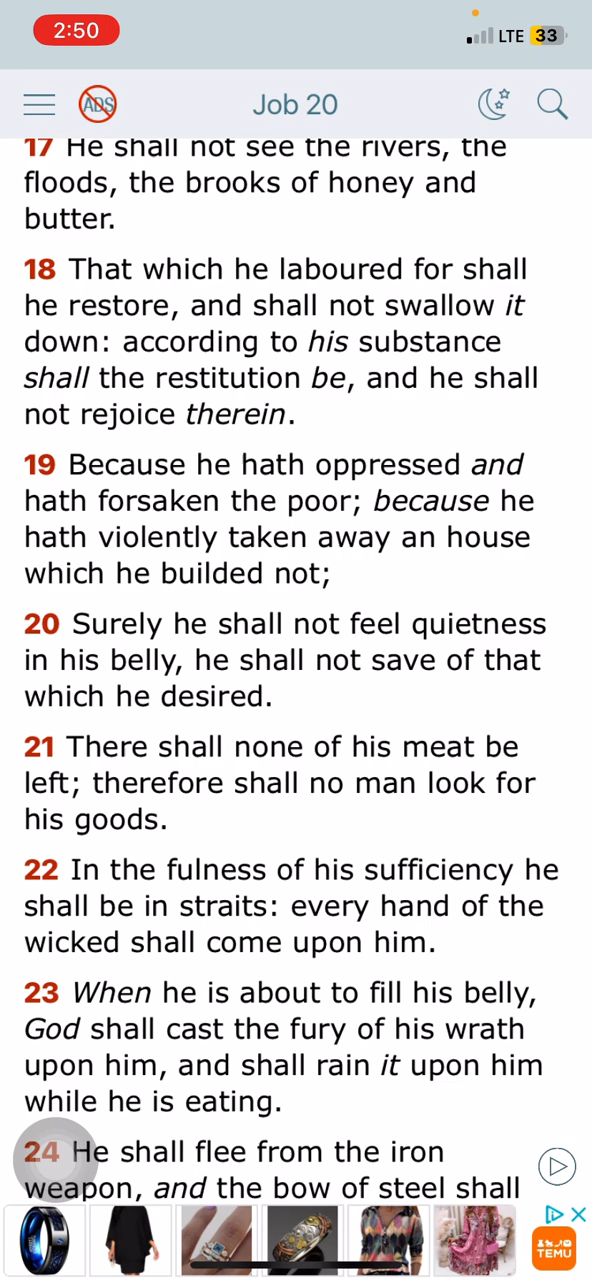 2:50
LTE 33
ADS
Job 20
17 He shall not see the rivers, the
floods, the brooks of honey and
butter.
18 That which he laboured for shall
he restore, and shall not swallow it
down: according to his substance
shall the restitution be, and he shall
not rejoice therein.
19 Because he hath oppressed and
hath forsaken the poor; because he
hath violently taken away an house
which he builded not;
20 Surely he shall not feel quietness
in his belly, he shall not save of that
which he desired.
21 There shall none of his meat be
left; therefore shall no man look for
his goods.
22 In the fulness of his sufficiency he
shall be in straits: every hand of the
wicked shall come upon him.
23 When he is about to fill his belly,
God shall cast the fury of his wrath
upon him, and shall rain it upon him
while he is eating.
24 He shall flee from the iron
weapon, and the bow of steel shall
TEMU